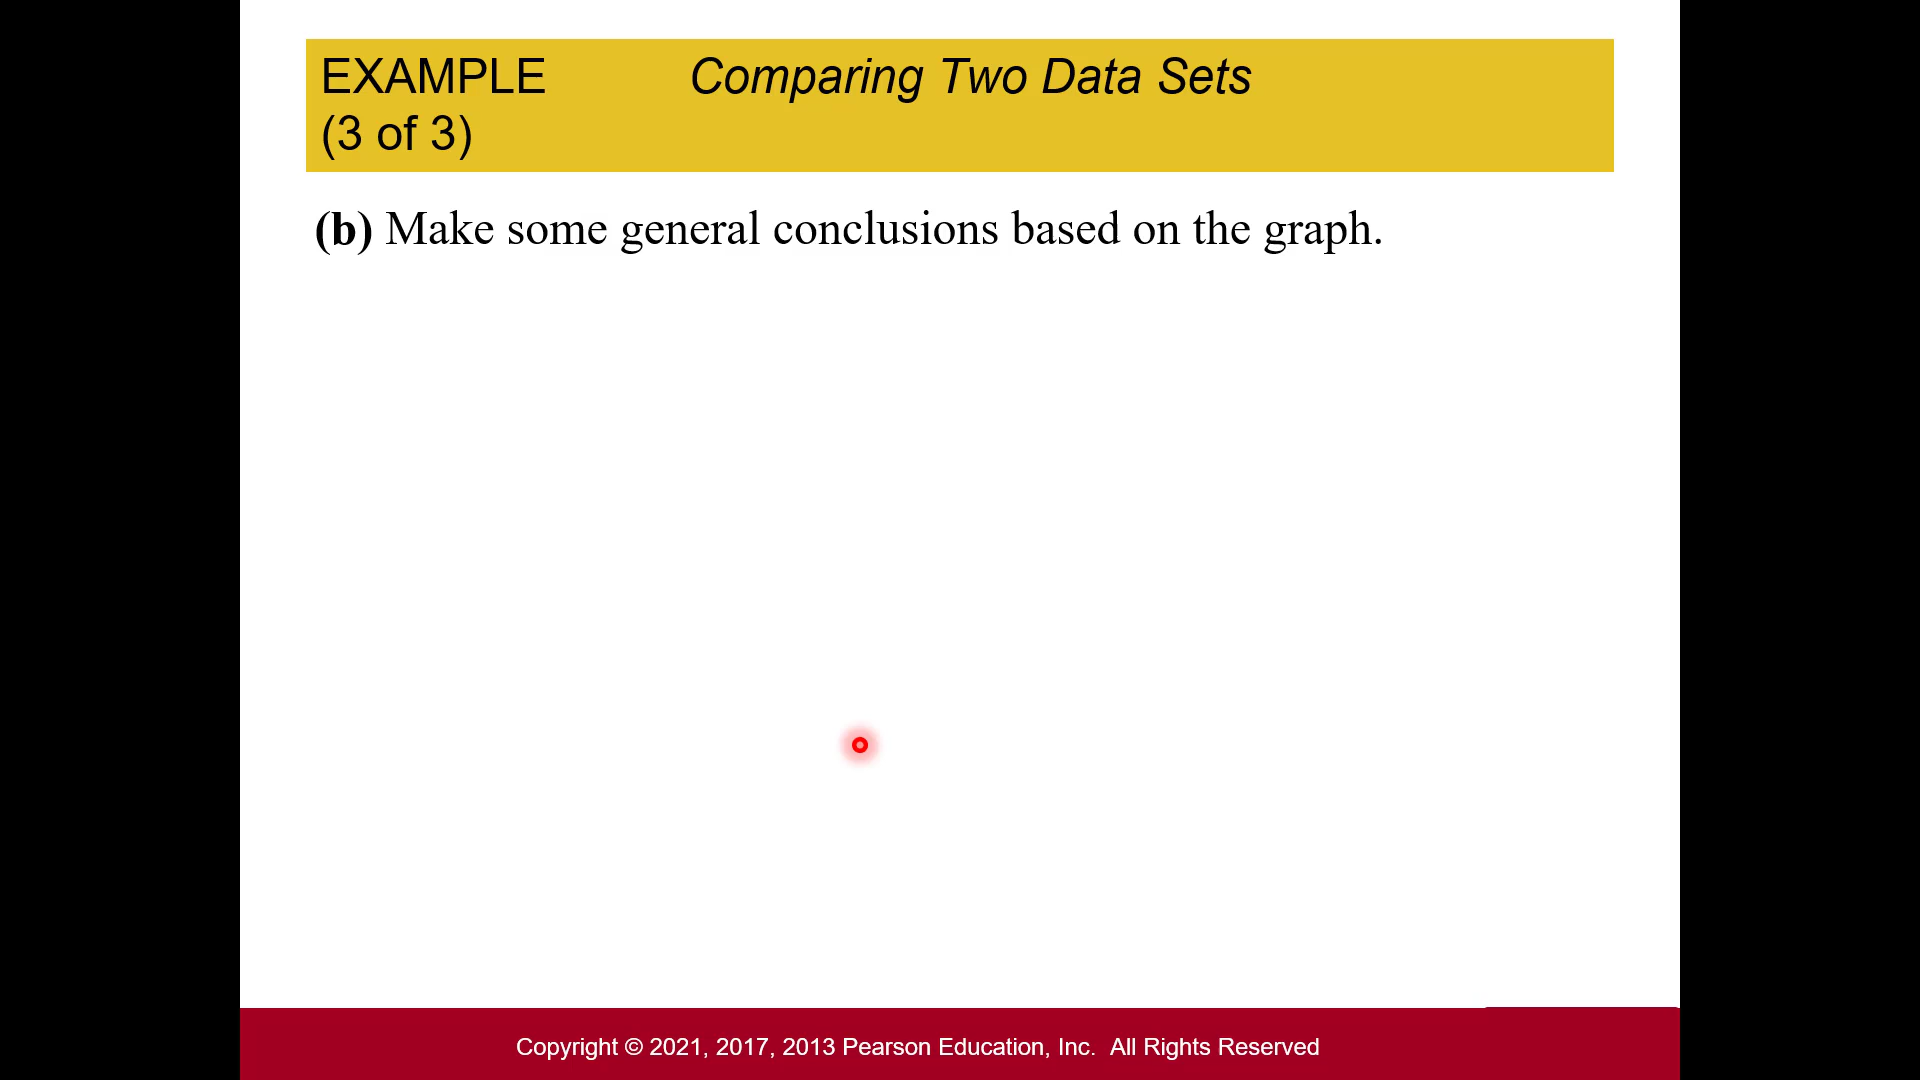 EXAMPLE Comparing Two Data Sets
(3 of 3)
(b) Make some general conclusions based on the graph.
Copyright © 2021, 2017, 2013 Pearson Education, Inc. All Rights Reserved